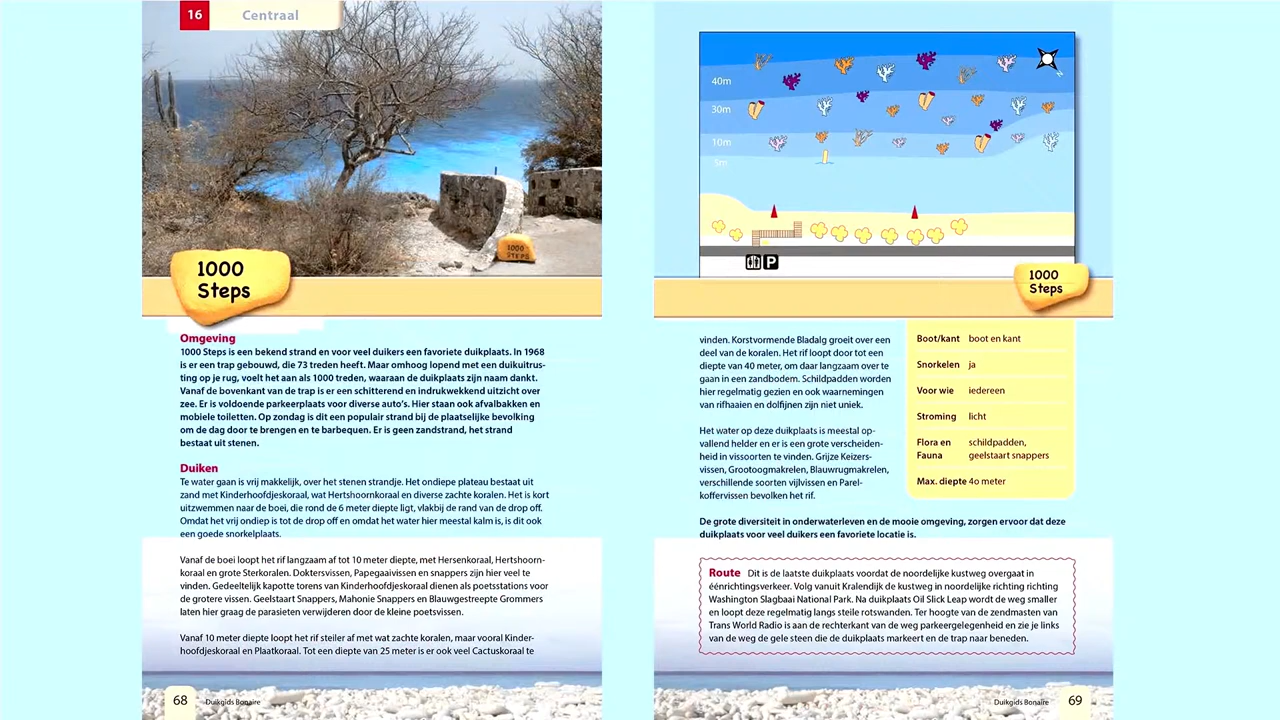 16 Centraal
1000
STEPS
1000
Steps
Omgeving
1000 Steps is een bekend strand en voor veel duikers een favoriete duikplaats. In 1968
is er een trap gebouwd, die 73 treden heeft. Maar omhoog lopend met een duikuitrus-
ting op je rug, voelt het aan als 1000 treden, waaraan de duikplaats zijn naam dankt.
Vanaf de bovenkant van de trap is er een schitterend en indrukwekkend uitzicht over
zee. Er is voldoende parkeerplaats voor diverse auto's. Hier staan ook afvalbakken en
mobiele toiletten. Op zondag is dit een populair strand bij de plaatselijke bevolking
om de dag door te brengen en te barbequen. Er is geen zandstrand, het strand
bestaat uit stenen.
Duiken
Te water gaan is vrij makkelijk, over het stenen strandje. Het ondiepe plateau bestaat uit
zand met Kinderhoofdjeskoraal, wat Hertshoornkoraal en diverse zachte koralen. Het is kort
uitzwemmen naar de boei, die rond de 6 meter diepte ligt, vlakbij de rand van de drop off.
Omdat het vrij ondiep is tot de drop off en omdat het water hier meestal kalm is, is dit ook
een goede snorkelplaats.
Vanaf de boei loopt het rif langzaam af tot 10 meter diepte, met Hersenkoraal, Hertshoorn-
koraal en grote Sterkoralen. Doktersvissen, Papegaaivissen en snappers zijn hier veel te
vinden. Gedeeltelijk kapotte torens van Kinderhoofdjeskoraal dienen als poetsstations voor
de grotere vissen. Geelstaart Snappers, Mahonie Snappers en Blauwgestreepte Grommers
laten hier graag de parasieten verwijderen door de kleine poetsvissen.
Vanaf 10 meter diepte loopt het rif steiler af met wat zachte koralen, maar vooral Kinder-
hoofdjeskoraal en Plaatkoraal. Tot een diepte van 25 meter is er ook veel Cactuskoraal te
68 Duikgids Bonaire
40m
30m
10m
5m
N
P
1000
Steps
vinden. Korstvormende Bladalg groeit over een
deel van de koralen. Het rif loopt door tot een
diepte van 40 meter, om daar langzaam over te
gaan in een zandbodem. Schildpadden worden
hier regelmatig gezien en ook waarnemingen
van rifhaaien en dolfijnen zijn niet uniek.
Het water op deze duikplaats is meestal op-
vallend helder en er is een grote verscheiden-
heid in vissoorten te vinden. Grijze Keizers-
vissen, Grootoogmakrelen, Blauwrugmakrelen,
verschillende soorten vijlvissen en Parel-
koffervissen bevolken het rif.
Boot/kant boot en kant
Snorkelen ja
Voor wie iedereen
Stroming licht
Flora en schildpadden,
Fauna geelstaart snappers
Max. diepte 4o meter
De grote diversiteit in onderwaterleven en de mooie omgeving, zorgen ervoor dat deze
duikplaats voor veel duikers een favoriete locatie is.
Route Dit is de laatste duikplaats voordat de noordelijke kustweg overgaat in
éénrichtingsverkeer. Volg vanuit Kralendijk de kustweg in noordelijke richting richting
Washington Slagbaai National Park. Na duikplaats Oil Slick Leap wordt de weg smaller
en loopt deze regelmatig langs steile rotswanden. Ter hoogte van de zendmasten van
Trans World Radio is aan de rechterkant van de weg parkeergelegenheid en zie je links
van de weg de gele steen die de duikplaats markeert en de trap naar beneden.
Duikgids Bonaire 69